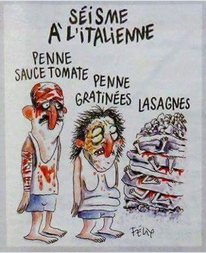 SÉISME
À L'ITALIENNE
PENNE
SAUCE TOMATE
PENNE
GRATINÉES
LASAGNES
FÉLIX